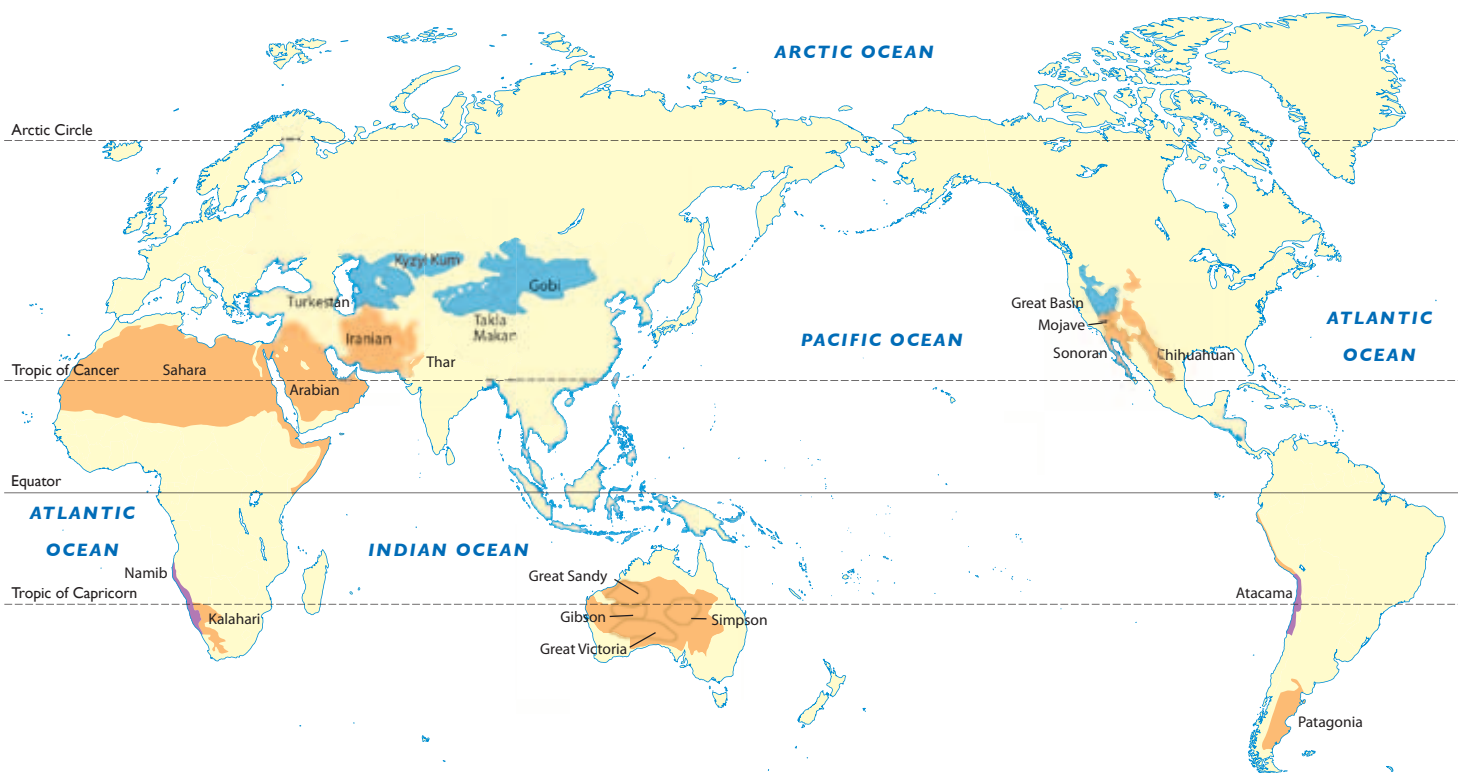 ARCTIC OCEAN
Arctic Circle
Kyzyl Kum
Gobi
Turkestan
Takla
Makan
Iranian
Thar
Great Basin
Mojave
Sonoran
Chihuahuan
PACIFIC OCEAN
ATLANTIC
OCEAN
Tropic of Cancer
Sahara
Arabian
Equator
ATLANTIC
OCEAN
INDIAN OCEAN
Namib
Great Sandy
Tropic of Capricorn
Atacama
Kalahari
Gibson
Simpson
Great Victoria
Patagonia